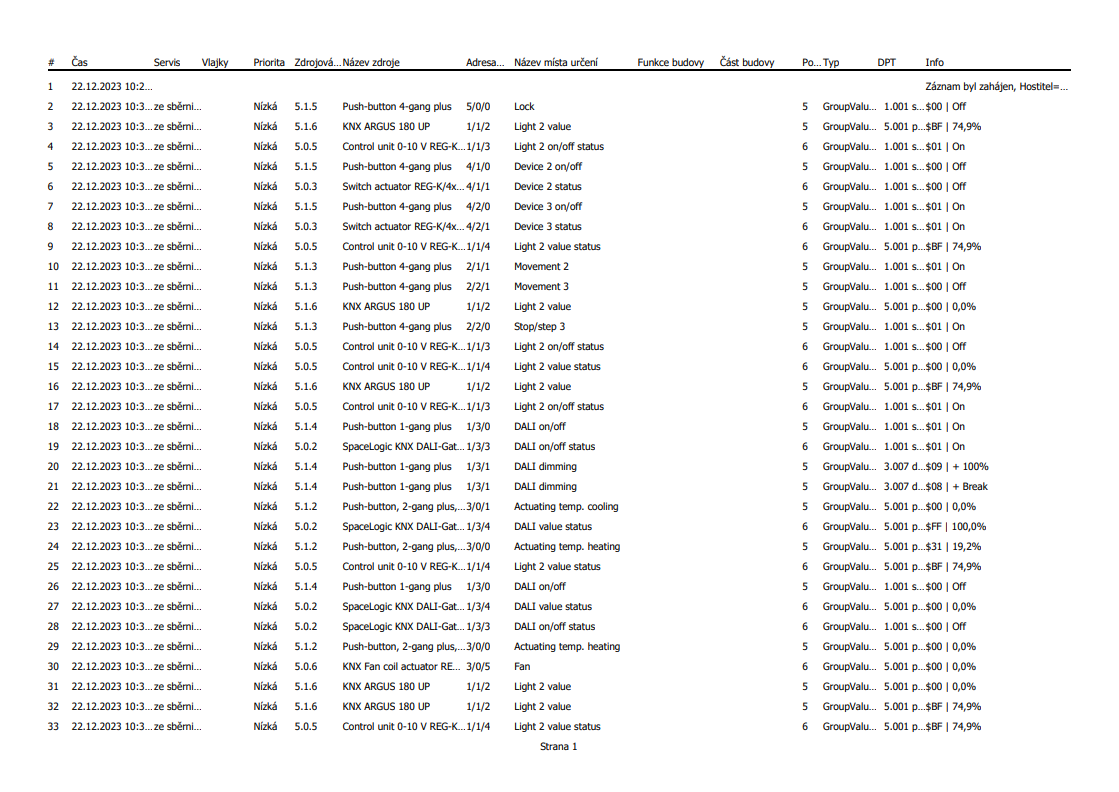 # Čas Servis Vlajky Priorita Zdrojová... Název zdroje Adresa... Název místa určení Funkce budovy Část budovy Po... Typ DPT Info
1 22.12.2023 10:2... Záznam byl zahájen, Hostitel=...
2 22.12.2023 10:3... ze sběrni... Nízká 5.1.5 Push-button 4-gang plus 5/0/0 Lock 5 GroupValu... 1.001 s... $00 | Off
3 22.12.2023 10:3... ze sběrni... Nízká 5.1.6 KNX ARGUS 180 UP 1/1/2 Light 2 value 5 GroupValu... 5.001 p... $BF | 74,9%
4 22.12.2023 10:3... ze sběrni... Nízká 5.0.5 Control unit 0-10 V REG-K... 1/1/3 Light 2 on/off status 6 GroupValu... 1.001 s... $01 | On
5 22.12.2023 10:3... ze sběrni... Nízká 5.1.5 Push-button 4-gang plus 4/1/0 Device 2 on/off 5 GroupValu... 1.001 s... $00 | Off
6 22.12.2023 10:3... ze sběrni... Nízká 5.0.3 Switch actuator REG-K/4x... 4/1/1 Device 2 status 6 GroupValu... 1.001 s... $00 | Off
7 22.12.2023 10:3... ze sběrni... Nízká 5.1.5 Push-button 4-gang plus 4/2/0 Device 3 on/off 5 GroupValu... 1.001 s... $01 | On
8 22.12.2023 10:3... ze sběrni... Nízká 5.0.3 Switch actuator REG-K/4x... 4/2/1 Device 3 status 6 GroupValu... 1.001 s... $01 | On
9 22.12.2023 10:3... ze sběrni... Nízká 5.0.5 Control unit 0-10 V REG-K... 1/1/4 Light 2 value status 6 GroupValu... 5.001 p... $BF | 74,9%
10 22.12.2023 10:3... ze sběrni... Nízká 5.1.3 Push-button 4-gang plus 2/1/1 Movement 2 5 GroupValu... 1.001 s... $01 | On
11 22.12.2023 10:3... ze sběrni... Nízká 5.1.3 Push-button 4-gang plus 2/2/1 Movement 3 5 GroupValu... 1.001 s... $00 | Off
12 22.12.2023 10:3... ze sběrni... Nízká 5.1.6 KNX ARGUS 180 UP 1/1/2 Light 2 value 5 GroupValu... 5.001 p... $00 | 0,0%
13 22.12.2023 10:3... ze sběrni... Nízká 5.1.3 Push-button 4-gang plus 2/2/0 Stop/step 3 5 GroupValu... 1.001 s... $01 | On
14 22.12.2023 10:3... ze sběrni... Nízká 5.0.5 Control unit 0-10 V REG-K... 1/1/3 Light 2 on/off status 6 GroupValu... 1.001 s... $00 | Off
15 22.12.2023 10:3... ze sběrni... Nízká 5.0.5 Control unit 0-10 V REG-K... 1/1/4 Light 2 value status 6 GroupValu... 5.001 p... $00 | 0,0%
16 22.12.2023 10:3... ze sběrni... Nízká 5.1.6 KNX ARGUS 180 UP 1/1/2 Light 2 value 5 GroupValu... 5.001 p... $BF | 74,9%
17 22.12.2023 10:3... ze sběrni... Nízká 5.0.5 Control unit 0-10 V REG-K... 1/1/3 Light 2 on/off status 6 GroupValu... 1.001 s... $01 | On
18 22.12.2023 10:3... ze sběrni... Nízká 5.1.4 Push-button 1-gang plus 1/3/0 DALI on/off 5 GroupValu... 1.001 s... $01 | On
19 22.12.2023 10:3... ze sběrni... Nízká 5.0.2 SpaceLogic KNX DALI-Gat... 1/3/3 DALI on/off status 6 GroupValu... 1.001 s... $01 | On
20 22.12.2023 10:3... ze sběrni... Nízká 5.1.4 Push-button 1-gang plus 1/3/1 DALI dimming 5 GroupValu... 3.007 d... $09 | + 100%
21 22.12.2023 10:3... ze sběrni... Nízká 5.1.4 Push-button 1-gang plus 1/3/1 DALI dimming 5 GroupValu... 3.007 d... $08 | + Break
22 22.12.2023 10:3... ze sběrni... Nízká 5.1.2 Push-button, 2-gang plus,... 3/0/1 Actuating temp. cooling 5 GroupValu... 5.001 p... $00 | 0,0%
23 22.12.2023 10:3... ze sběrni... Nízká 5.0.2 SpaceLogic KNX DALI-Gat... 1/3/4 DALI value status 6 GroupValu... 5.001 p... $FF | 100,0%
24 22.12.2023 10:3... ze sběrni... Nízká 5.1.2 Push-button, 2-gang plus,... 3/0/0 Actuating temp. heating 5 GroupValu... 5.001 p... $31 | 19,2%
25 22.12.2023 10:3... ze sběrni... Nízká 5.0.5 Control unit 0-10 V REG-K... 1/1/4 Light 2 value status 6 GroupValu... 5.001 p... $BF | 74,9%
26 22.12.2023 10:3... ze sběrni... Nízká 5.1.4 Push-button 1-gang plus 1/3/0 DALI on/off 5 GroupValu... 1.001 s... $00 | Off
27 22.12.2023 10:3... ze sběrni... Nízká 5.0.2 SpaceLogic KNX DALI-Gat... 1/3/4 DALI value status 6 GroupValu... 5.001 p... $00 | 0,0%
28 22.12.2023 10:3... ze sběrni... Nízká 5.0.2 SpaceLogic KNX DALI-Gat... 1/3/3 DALI on/off status 6 GroupValu... 1.001 s... $00 | Off
29 22.12.2023 10:3... ze sběrni... Nízká 5.1.2 Push-button, 2-gang plus,... 3/0/0 Actuating temp. heating 5 GroupValu... 5.001 p... $00 | 0,0%
30 22.12.2023 10:3... ze sběrni... Nízká 5.0.6 KNX Fan coil actuator RE... 3/0/5 Fan 6 GroupValu... 5.001 p... $00 | 0,0%
31 22.12.2023 10:3... ze sběrni... Nízká 5.1.6 KNX ARGUS 180 UP 1/1/2 Light 2 value 5 GroupValu... 5.001 p... $00 | 0,0%
32 22.12.2023 10:3... ze sběrni... Nízká 5.1.6 KNX ARGUS 180 UP 1/1/2 Light 2 value 5 GroupValu... 5.001 p... $BF | 74,9%
33 22.12.2023 10:3... ze sběrni... Nízká 5.0.5 Control unit 0-10 V REG-K... 1/1/4 Light 2 value status 6 GroupValu... 5.001 p... $BF | 74,9%
Strana 1